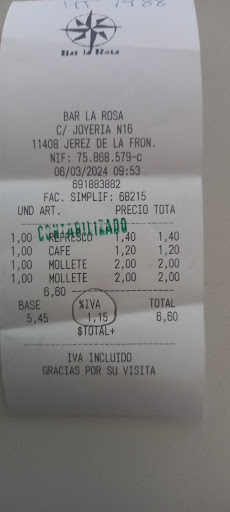 HT 1988
Bar la Rosa
BAR LA ROSA
C/ JOYERIA N16
11408 JEREZ DE LA FRON.
NIF: 75.868.579-c
06/03/2024 09:53
691883882
FAC. SIMPLIF: 68215
UND ART. PRECIO TOTA
CONTABILIZADO
1,00 REFRESCO 1,40 1,40
1,00 CAFE 1,20 1,20
1,00 MOLLETE 2,00 2,00
1,00 MOLLETE 2,00 2,00
6,60
BASE %IVA TOTAL
5,45 1,15 6,60
$TOTAL+
IVA INCLUIDO
GRACIAS POR SU VISITA